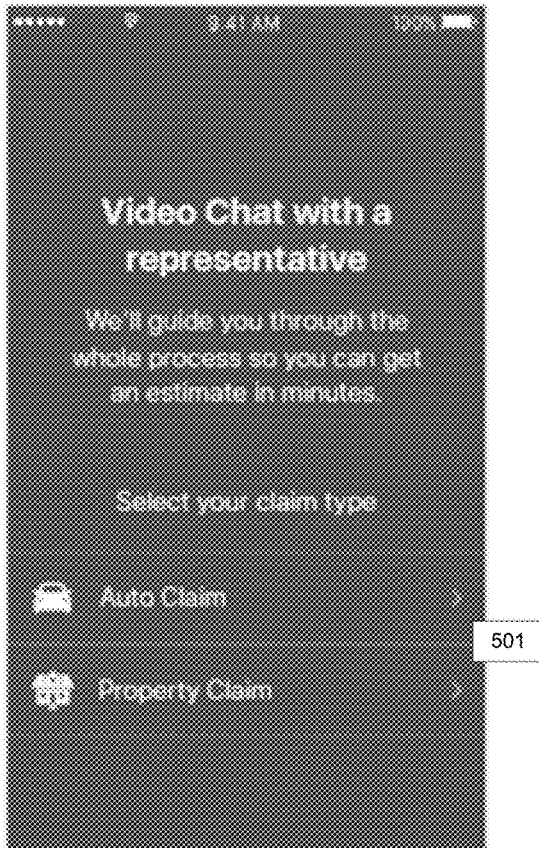 9:41 AM 100%
Video Chat with a
representative
We'll guide you through the
whole process so you can get
an estimate in minutes.
Select your claim type
Auto Claim
501
Property Claim